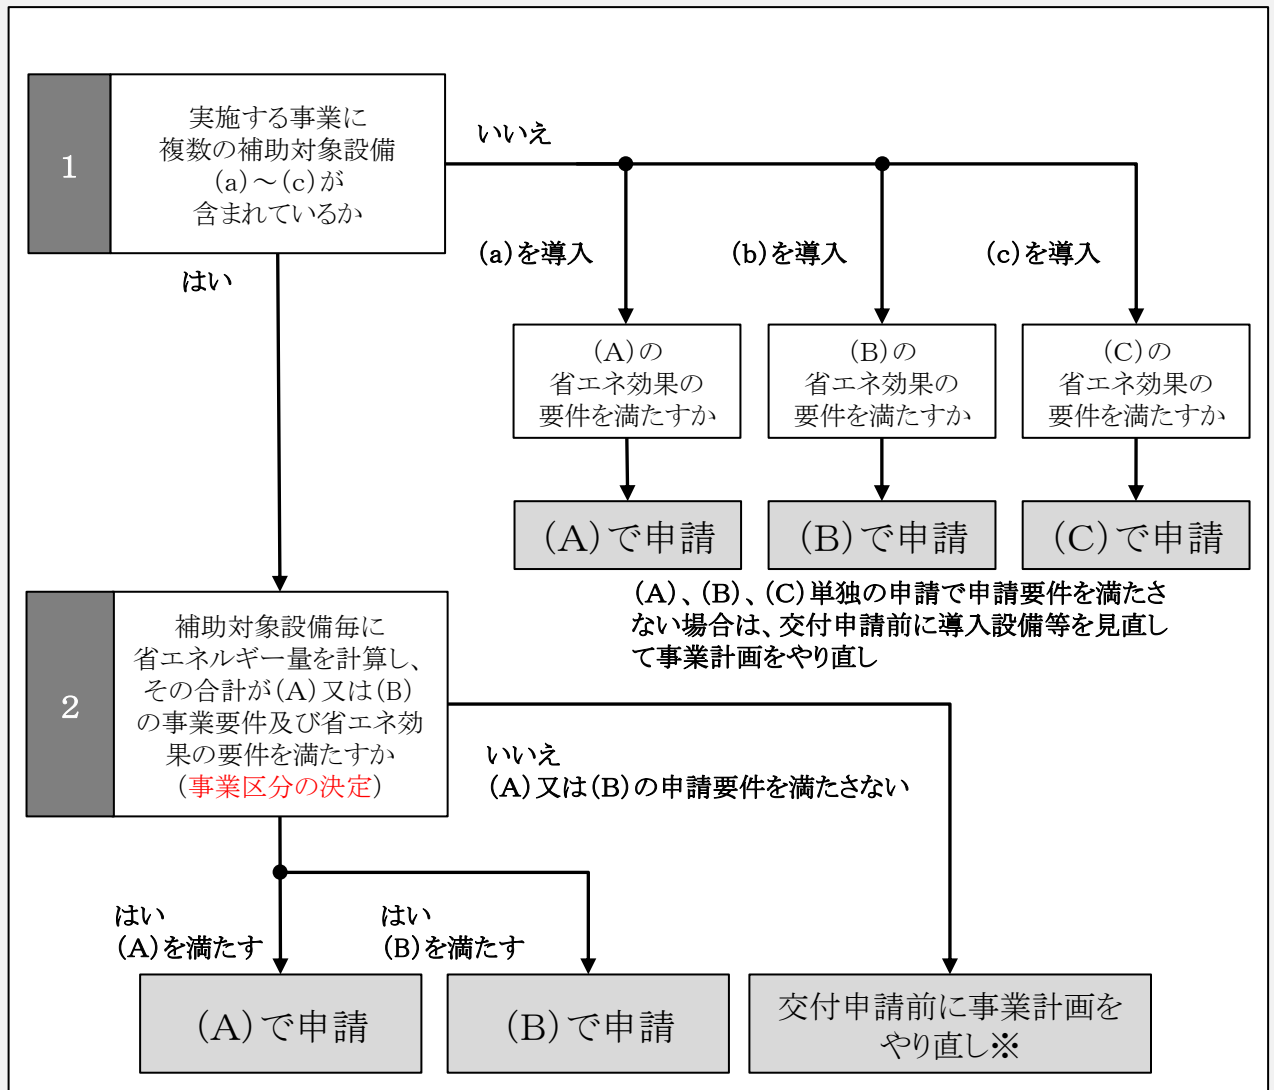 1
実施する事業に
複数の補助対象設備
(a)～(c)が
含まれているか
いいえ
はい
(a)を導入
(b)を導入
(c)を導入
(A)の
省エネ効果の
要件を満たすか
(B)の
省エネ効果の
要件を満たすか
(C)の
省エネ効果の
要件を満たすか
(A)で申請
(B)で申請
(C)で申請
(A)、(B)、(C)単独の申請で申請要件を満たさ
ない場合は、交付申請前に導入設備等を見直し
て事業計画をやり直し
2
補助対象設備毎に
省エネルギー量を計算し、
その合計が(A)又は(B)
の事業要件及び省エネ効
果の要件を満たすか
(事業区分の決定)
いいえ
(A)又は(B)の申請要件を満たさない
はい
(A)を満たす
はい
(B)を満たす
(A)で申請
(B)で申請
交付申請前に事業計画を
やり直し※